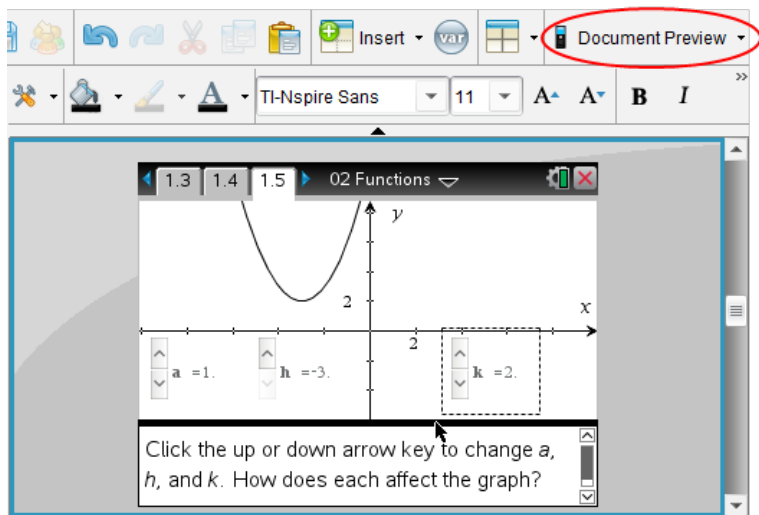 Insert var Document Preview
TI-Nspire Sans 11 A A B I
1.3 1.4 1.5 02 Functions
y
2
x
2
a =1. h =-3. k =2.
Click the up or down arrow key to change a,
h, and k. How does each affect the graph?